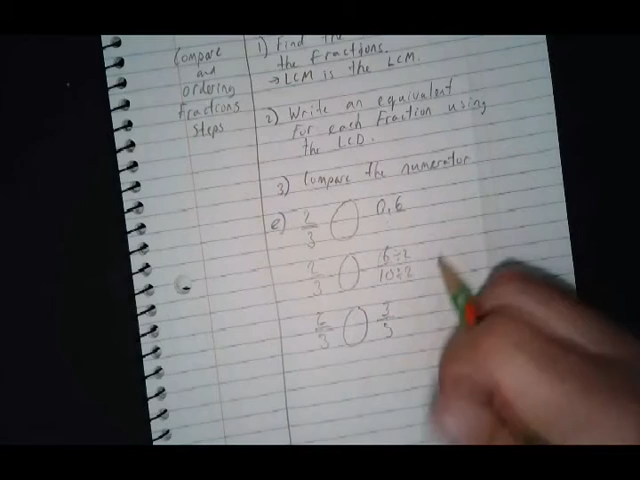 Compare
and
ordering
fractions
steps
1) Find the
the fractions.
→ LCM is the LCM.
2) Write an equivalent
for each fraction using
the LCD.
3) Compare the numerator
e) 2/3 0.6
2/3 6÷2/10÷2
2/3 3/5